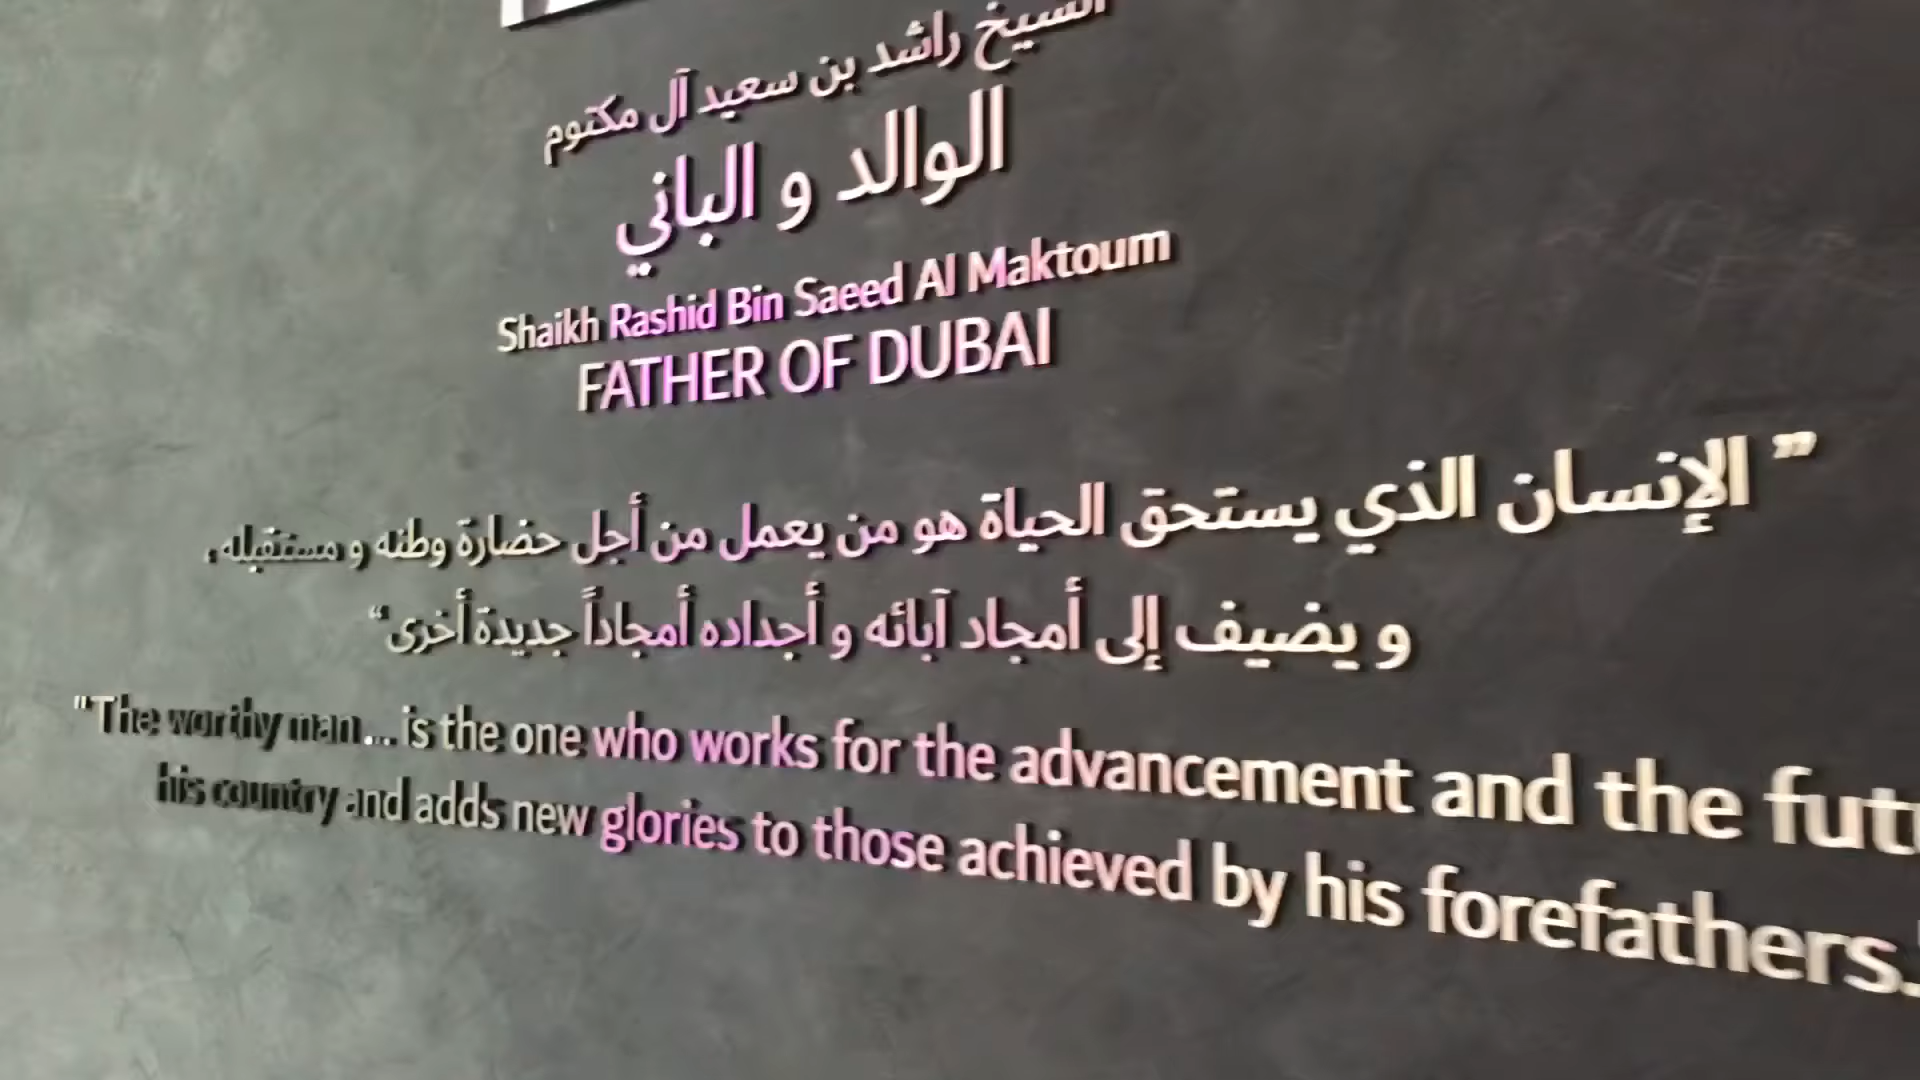 الشيخ راشد بن سعيد آل مكتوم
الوالد و الباني
Shaikh Rashid Bin Saeed Al Maktoum
FATHER OF DUBAI
” الإنسان الذي يستحق الحياة هو من يعمل من أجل حضارة وطنه و مستقبله ،
و يضيف إلى أمجاد آبائه و أجداده أمجاداً جديدة أخرى“
"The worthy man... is the one who works for the advancement and the
his country and adds new glories to those achieved by his forefathers.